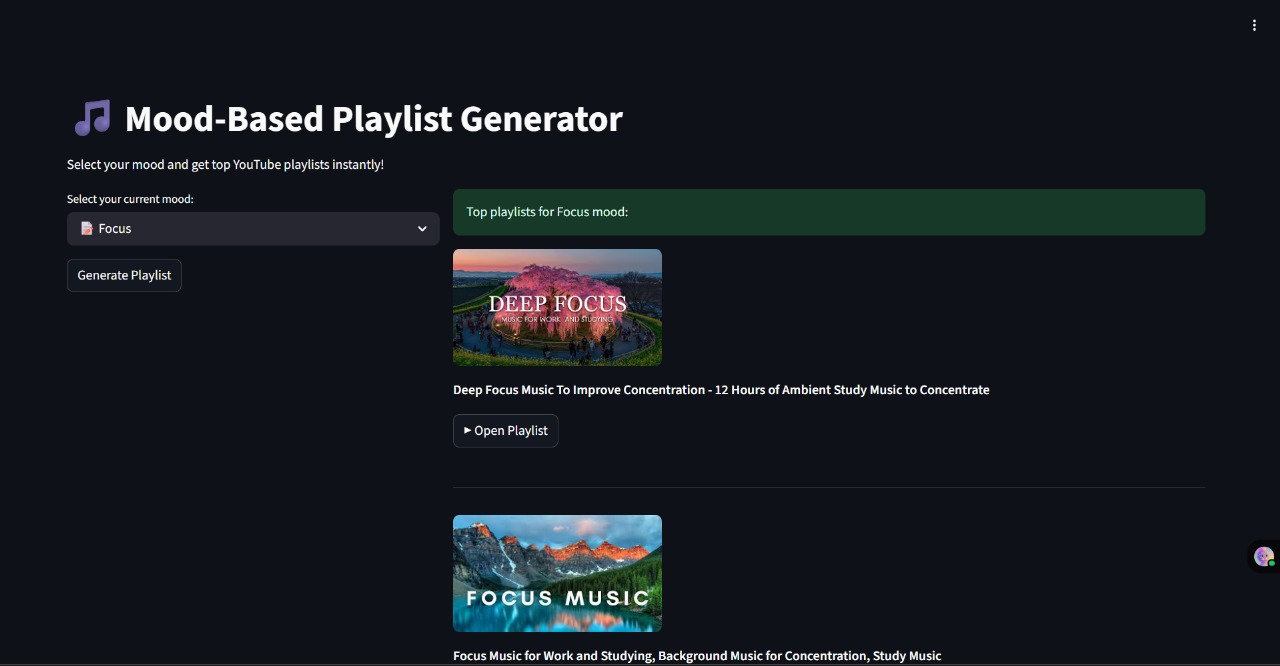 Mood-Based Playlist Generator
Select your mood and get top YouTube playlists instantly!
Select your current mood:
Focus
Generate Playlist
Top playlists for Focus mood:
DEEP FOCUS
MUSIC FOR WORK AND STUDYING
Deep Focus Music To Improve Concentration - 12 Hours of Ambient Study Music to Concentrate
Open Playlist
FOCUS MUSIC
Focus Music for Work and Studying, Background Music for Concentration, Study Music